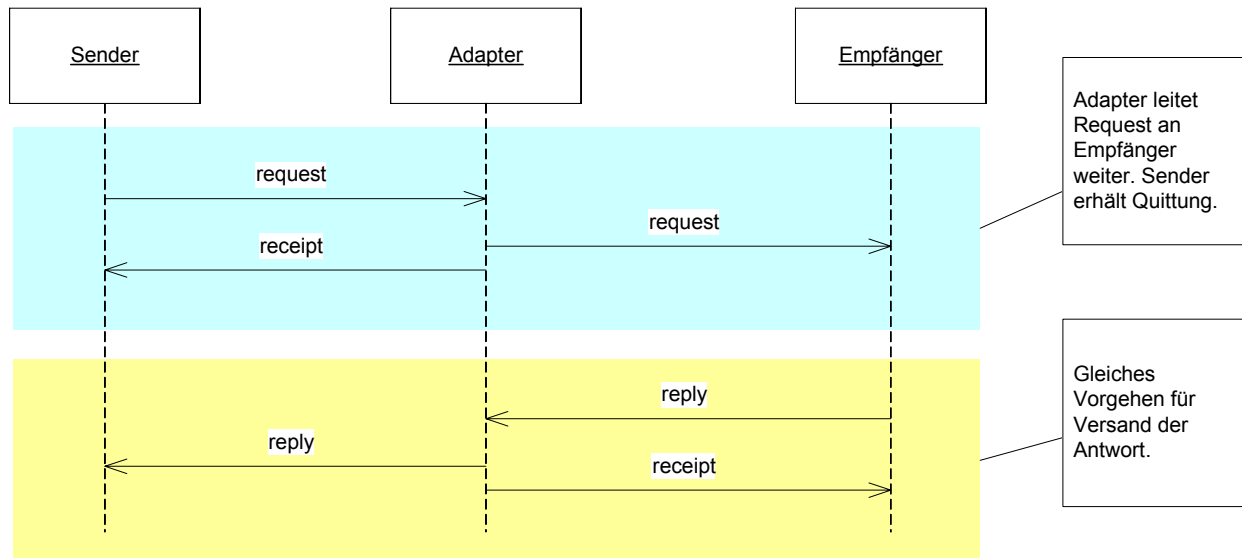 Sender
Adapter
Empfänger
Adapter leitet
Request an
Empfänger
weiter. Sender
erhält Quittung.
request
request
receipt
Gleiches
Vorgehen für
Versand der
Antwort.
reply
reply
receipt